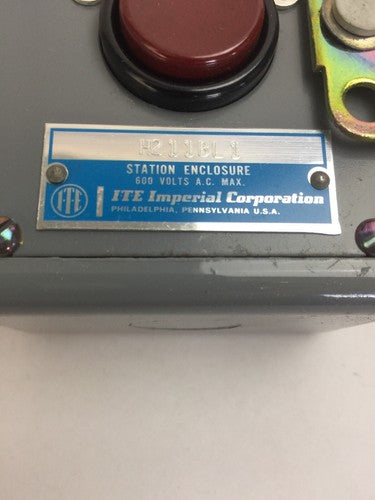 H211BL1
STATION ENCLOSURE
600 VOLTS A.C. MAX.
ITE ITE Imperial Corporation
PHILADELPHIA, PENNSYLVANIA U.S.A.